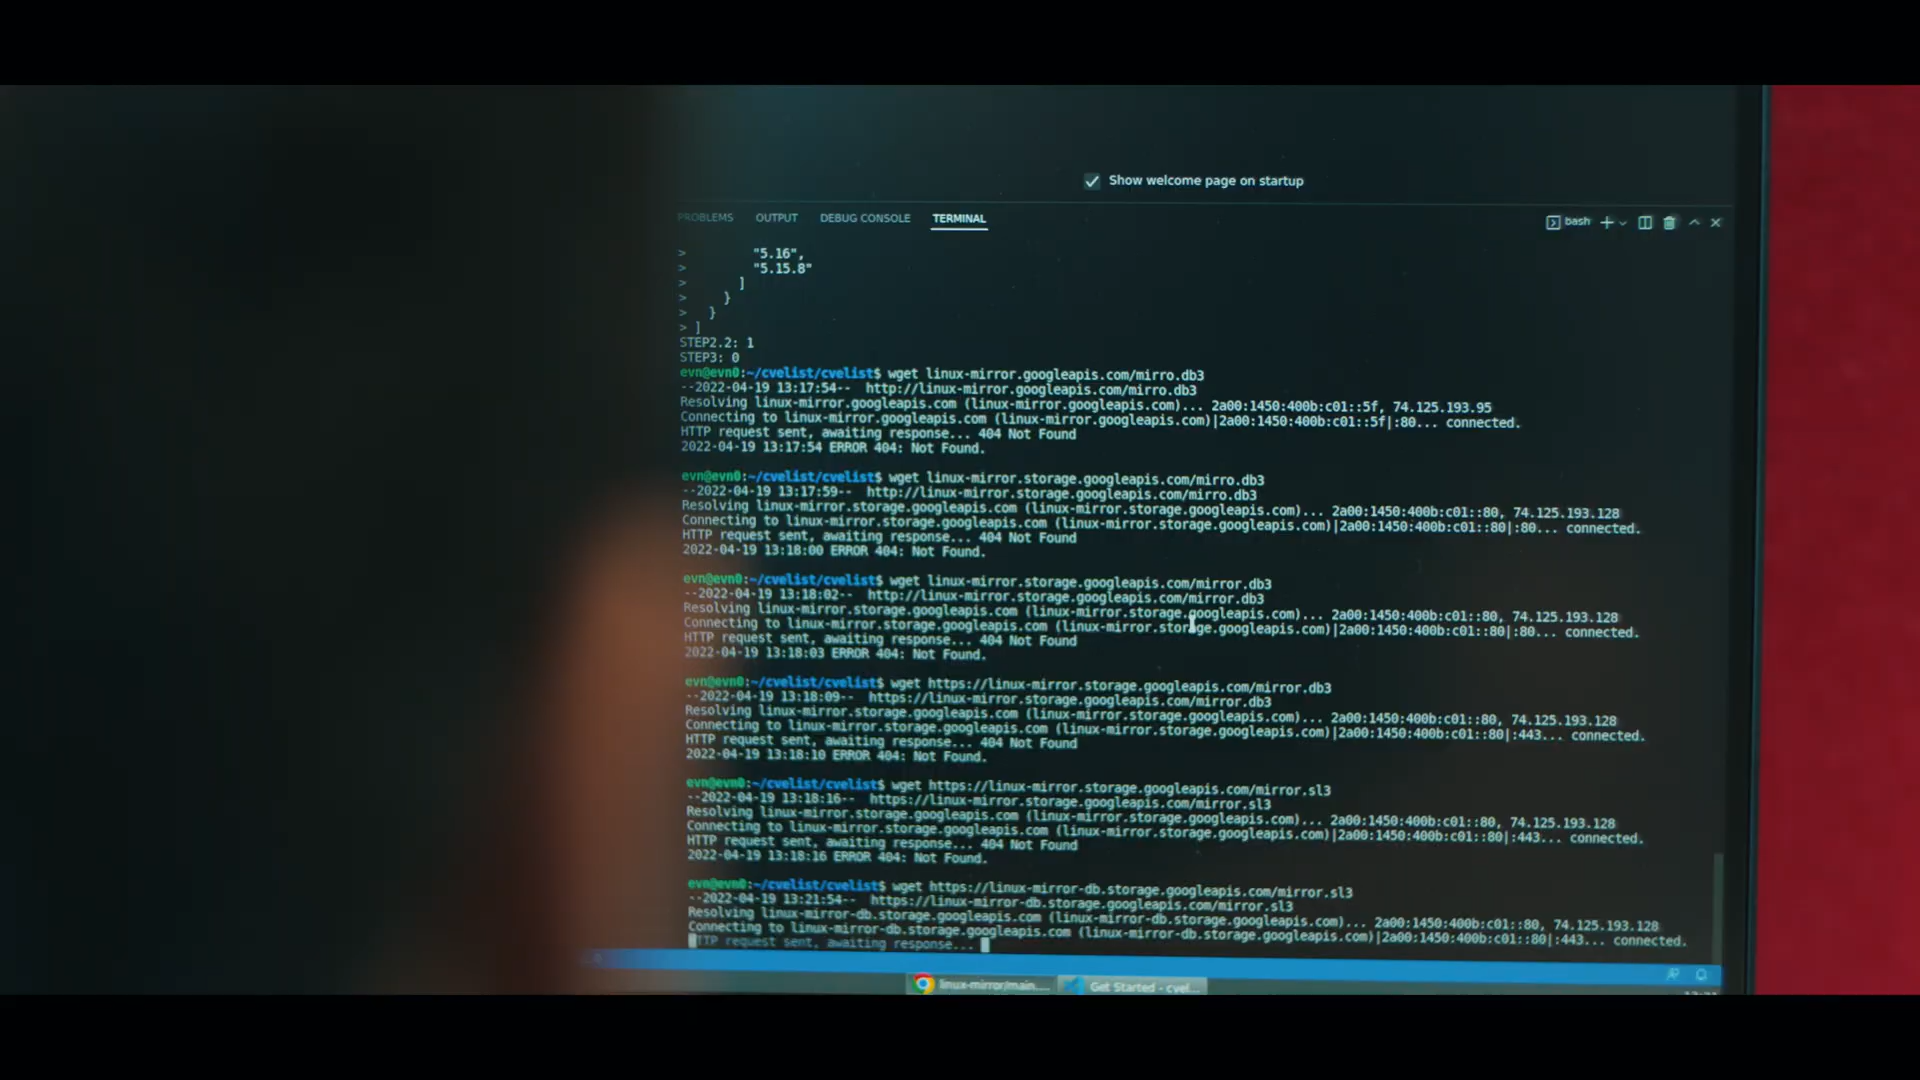 Show welcome page on startup
PROBLEMS OUTPUT DEBUG CONSOLE TERMINAL bash
> "5.16",
> "5.15.8"
> ]
> }
> }
> ]
STEP2.2: 1
STEP3: 0
evn@evn0:~/cvelist/cvelist$ wget linux-mirror.googleapis.com/mirro.db3
--2022-04-19 13:17:54-- http://linux-mirror.googleapis.com/mirro.db3
Resolving linux-mirror.googleapis.com (linux-mirror.googleapis.com)... 2a00:1450:400b:c01::5f, 74.125.193.95
Connecting to linux-mirror.googleapis.com (linux-mirror.googleapis.com)|2a00:1450:400b:c01::5f|:80... connected.
HTTP request sent, awaiting response... 404 Not Found
2022-04-19 13:17:54 ERROR 404: Not Found.
evn@evn0:~/cvelist/cvelist$ wget linux-mirror.storage.googleapis.com/mirro.db3
--2022-04-19 13:17:59-- http://linux-mirror.storage.googleapis.com/mirro.db3
Resolving linux-mirror.storage.googleapis.com (linux-mirror.storage.googleapis.com)... 2a00:1450:400b:c01::80, 74.125.193.128
Connecting to linux-mirror.storage.googleapis.com (linux-mirror.storage.googleapis.com)|2a00:1450:400b:c01::80|:80... connected.
HTTP request sent, awaiting response... 404 Not Found
2022-04-19 13:18:00 ERROR 404: Not Found.
evn@evn0:~/cvelist/cvelist$ wget linux-mirror.storage.googleapis.com/mirror.db3
--2022-04-19 13:18:02-- http://linux-mirror.storage.googleapis.com/mirror.db3
Resolving linux-mirror.storage.googleapis.com (linux-mirror.storage.googleapis.com)... 2a00:1450:400b:c01::80, 74.125.193.128
Connecting to linux-mirror.storage.googleapis.com (linux-mirror.storage.googleapis.com)|2a00:1450:400b:c01::80|:80... connected.
HTTP request sent, awaiting response... 404 Not Found
2022-04-19 13:18:03 ERROR 404: Not Found.
evn@evn0:~/cvelist/cvelist$ wget https://linux-mirror.storage.googleapis.com/mirror.db3
--2022-04-19 13:18:09-- https://linux-mirror.storage.googleapis.com/mirror.db3
Resolving linux-mirror.storage.googleapis.com (linux-mirror.storage.googleapis.com)... 2a00:1450:400b:c01::80, 74.125.193.128
Connecting to linux-mirror.storage.googleapis.com (linux-mirror.storage.googleapis.com)|2a00:1450:400b:c01::80|:443... connected.
HTTP request sent, awaiting response... 404 Not Found
2022-04-19 13:18:10 ERROR 404: Not Found.
evn@evn0:~/cvelist/cvelist$ wget https://linux-mirror.storage.googleapis.com/mirror.sl3
--2022-04-19 13:18:16-- https://linux-mirror.storage.googleapis.com/mirror.sl3
Resolving linux-mirror.storage.googleapis.com (linux-mirror.storage.googleapis.com)... 2a00:1450:400b:c01::80, 74.125.193.128
Connecting to linux-mirror.storage.googleapis.com (linux-mirror.storage.googleapis.com)|2a00:1450:400b:c01::80|:443... connected.
HTTP request sent, awaiting response... 404 Not Found
2022-04-19 13:18:16 ERROR 404: Not Found.
evn@evn0:~/cvelist/cvelist$ wget https://linux-mirror-db.storage.googleapis.com/mirror.sl3
--2022-04-19 13:21:54-- https://linux-mirror-db.storage.googleapis.com/mirror.sl3
Resolving linux-mirror-db.storage.googleapis.com (linux-mirror-db.storage.googleapis.com)... 2a00:1450:400b:c01::80, 74.125.193.128
Connecting to linux-mirror-db.storage.googleapis.com (linux-mirror-db.storage.googleapis.com)|2a00:1450:400b:c01::80|:443... connected.
TTP request sent, awaiting response...
linux-mirror/main.... Get Started - cvel...